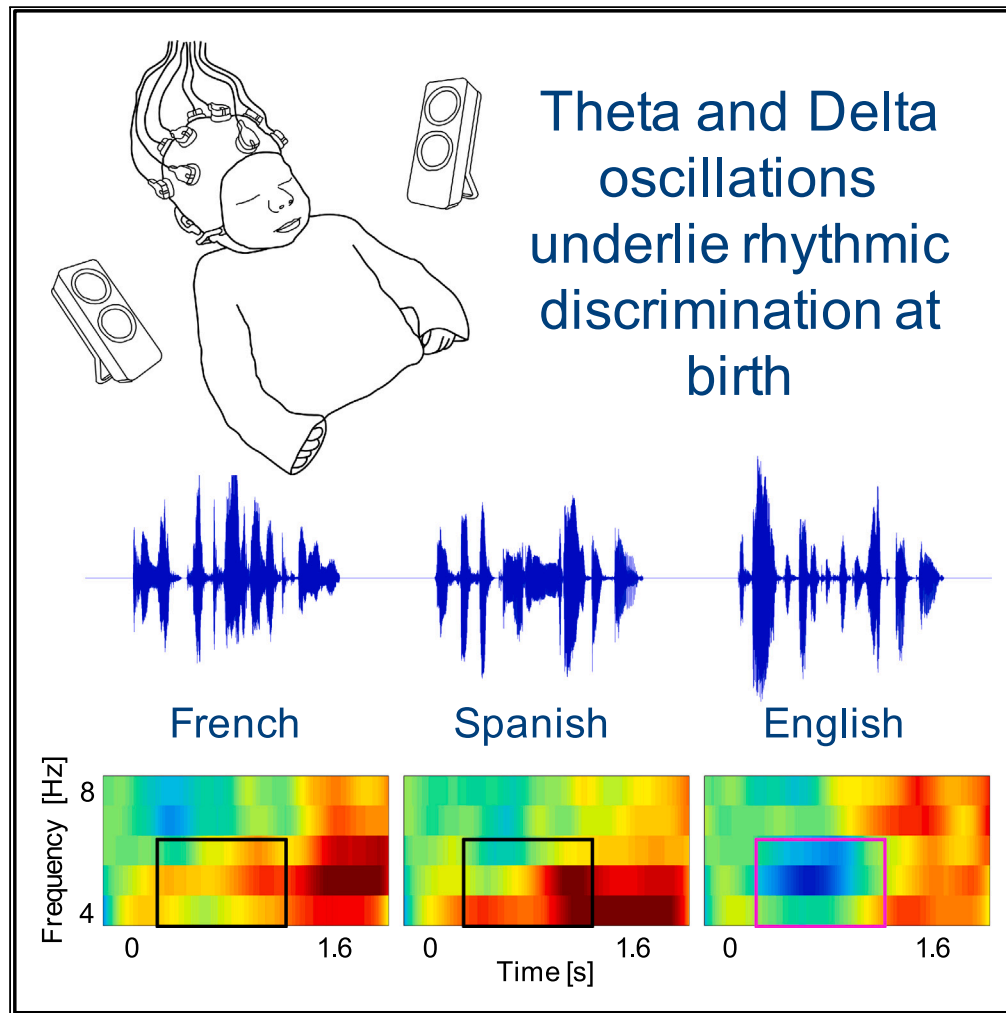 Theta and Delta
oscillations
underlie rhythmic
discrimination at
birth
French
Spanish
English
Frequency [Hz]
8
4
0
1.6
0
1.6
0
1.6
Time [s]